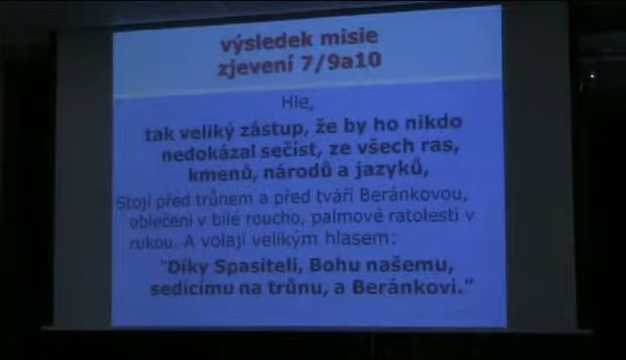 výsledek misie
zjevení 7/9a10
Hle,
tak veliký zástup, že by ho nikdo
nedokázal sečíst, ze všech ras,
kmenů, národů a jazyků,
Stojí před trůnem a před tváří Beránkovou,
oblečeni v bílé roucho, palmové ratolesti v
rukou. A volají velikým hlasem:
"Díky Spasiteli, Bohu našemu,
sedícímu na trůnu, a Beránkovi."